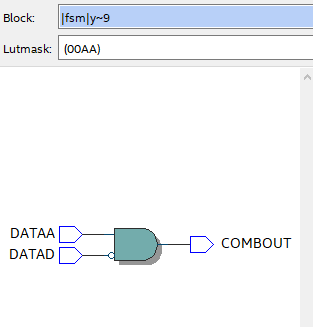 Block: |fsm|y~9
Lutmask: (00AA)
DATAA
DATAD
COMBOUT